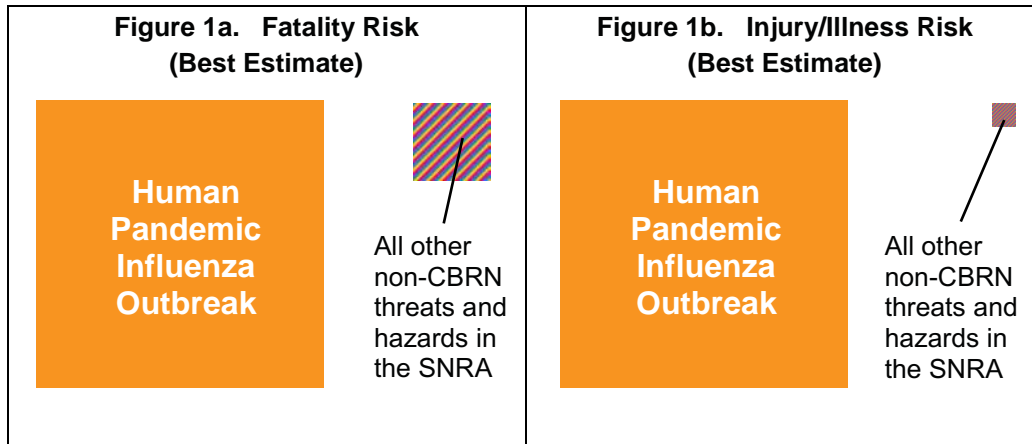 Figure 1a.   Fatality Risk
(Best Estimate)
Human
Pandemic
Influenza
Outbreak
All other
non-CBRN
threats and
hazards in
the SNRA
Figure 1b.   Injury/Illness Risk
(Best Estimate)
Human
Pandemic
Influenza
Outbreak
All other
non-CBRN
threats and
hazards in
the SNRA